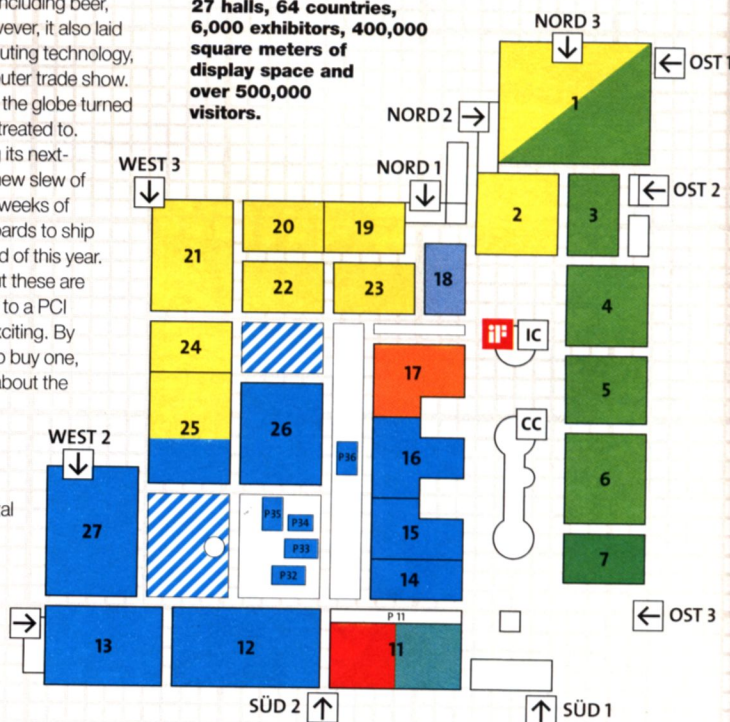 including beer,
ever, it also laid
uting technology,
uter trade show.
the globe turned
treated to.
its next-
ew slew of
weeks of
ards to ship
d of this year.
t these are
to a PCI
citing. By
o buy one,
bout the
al
27 halls, 64 countries,
6,000 exhibitors, 400,000
square meters of
display space and
over 500,000
visitors.
NORD 3
OST 1
1
NORD 2
WEST 3
NORD 1
OST 2
2
3
20
19
21
18
22
23
4
24
iF
IC
17
5
25
26
CC
WEST 2
P36
16
6
P35
P34
27
15
P33
7
P32
14
P 11
OST 3
13
12
11
SÜD 2
SÜD 1